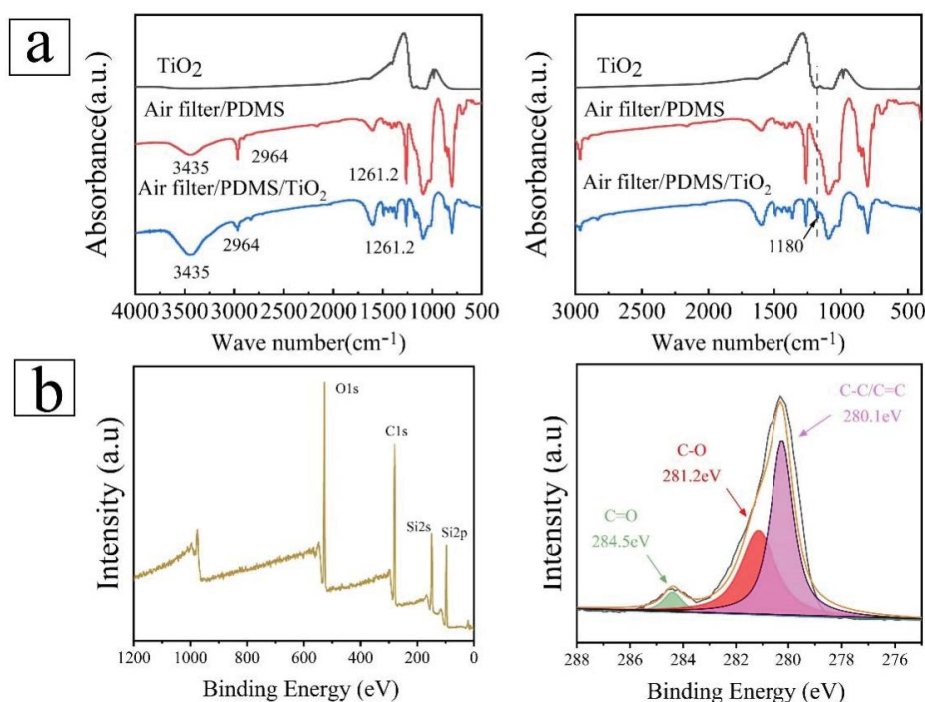 a
TiO2
Air filter/PDMS
3435
2964
1261.2
Air filter/PDMS/TiO2
2964
1261.2
3435
Absorbance(a.u.)
4000 3500 3000 2500 2000 1500 1000 500
Wave number(cm-1)
TiO2
Air filter/PDMS
Air filter/PDMS/TiO2
1180
Absorbance(a.u.)
3000 2500 2000 1500 1000 500
Wave number(cm-1)
b
O1s
C1s
Si2s
Si2p
Intensity (a.u)
1200 1000 800 600 400 200 0
Binding Energy (eV)
C-C/C=C
280.1eV
C-O
281.2eV
C=O
284.5eV
Intensity (a.u)
288 286 284 282 280 278 276
Binding Energy (eV)